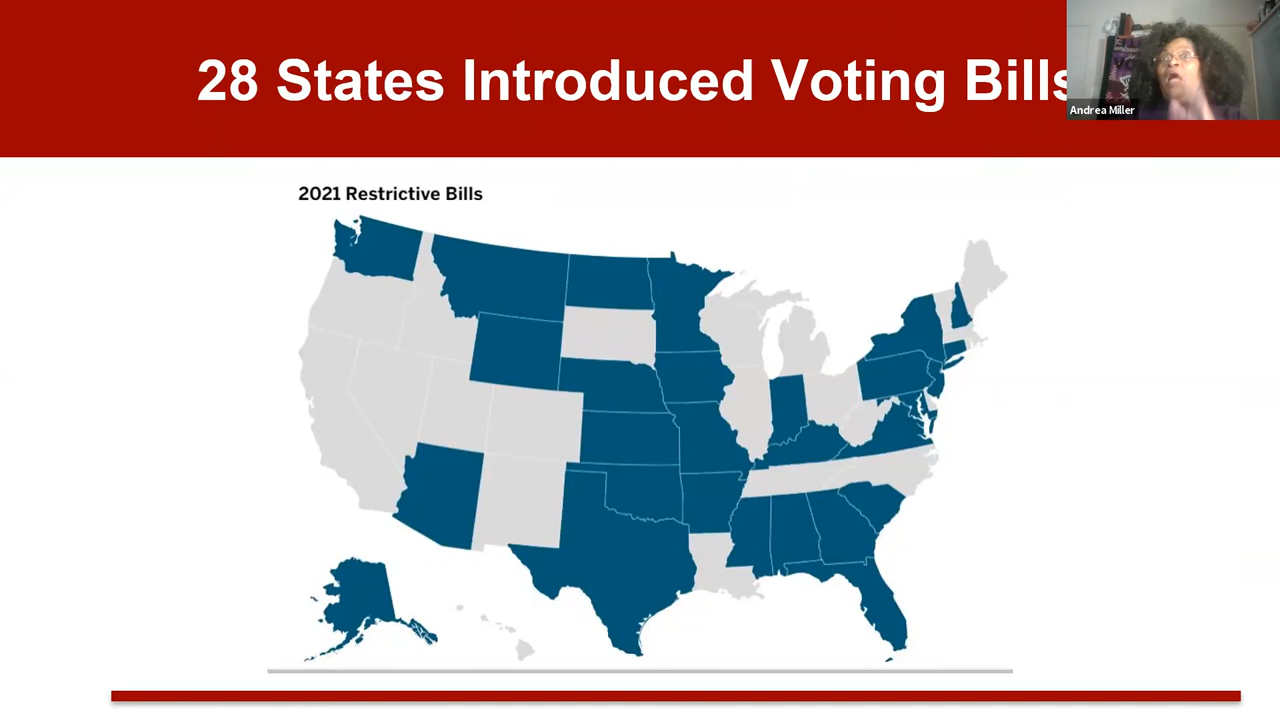 28 States Introduced Voting Bills
Andrea Miller
2021 Restrictive Bills